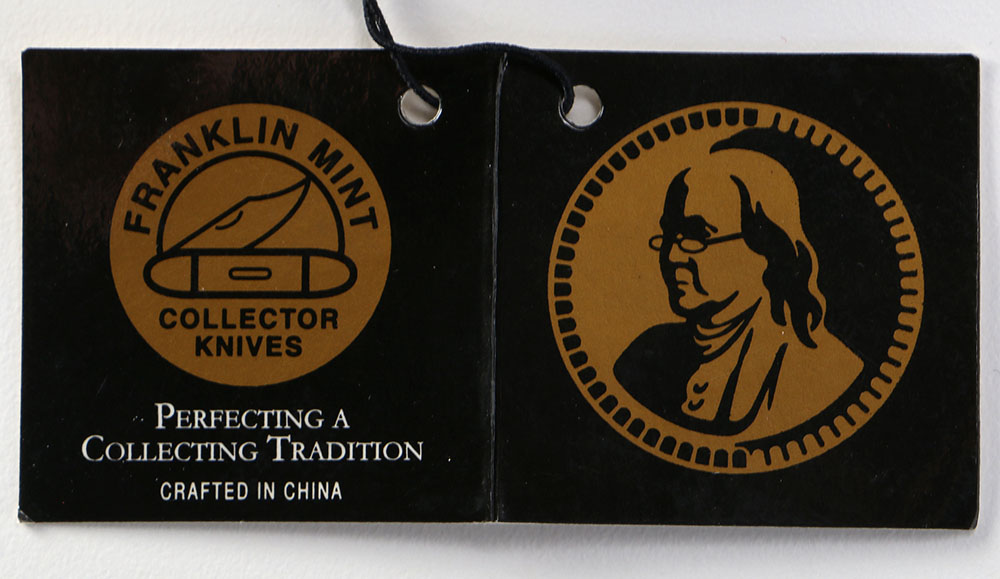 FRANKLIN MINT
COLLECTOR
KNIVES
PERFECTING A
COLLECTING TRADITION
CRAFTED IN CHINA